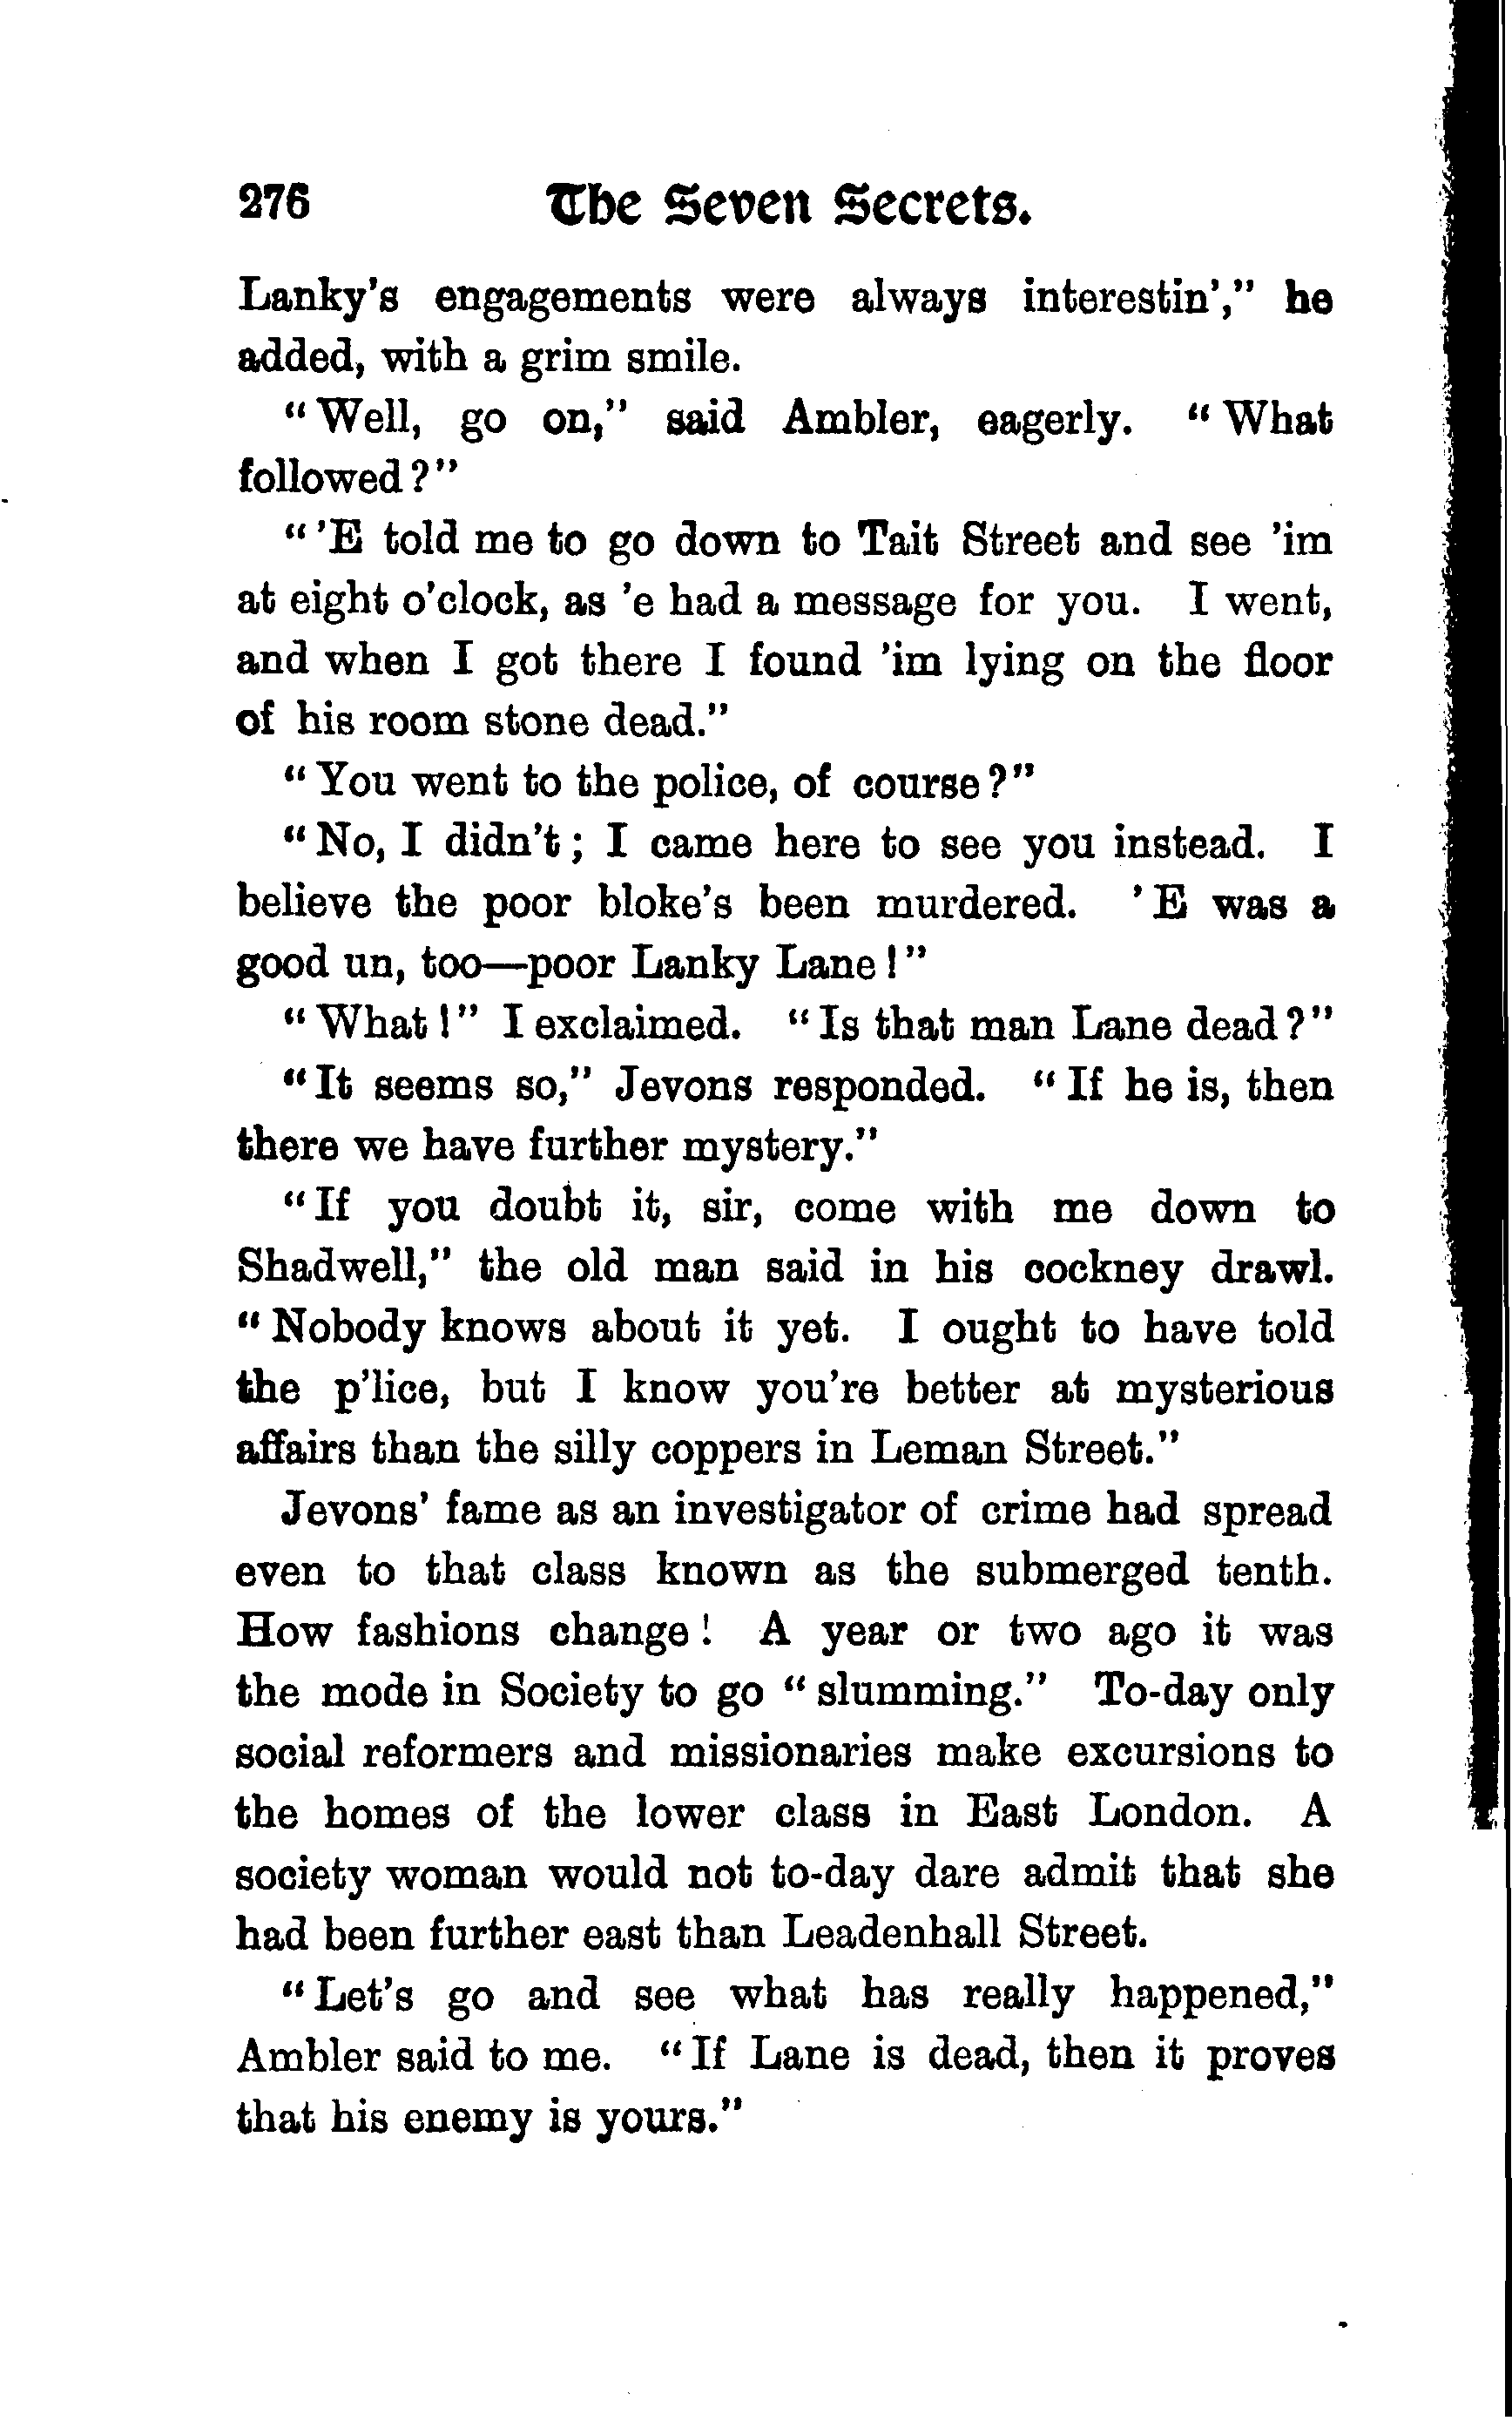 276 The Seven Secrets.
Lanky's engagements were always interestin'," he
added, with a grim smile.
"Well, go on," said Ambler, eagerly. "What
followed?"
"'E told me to go down to Tait Street and see 'im
at eight o'clock, as 'e had a message for you. I went,
and when I got there I found 'im lying on the floor
of his room stone dead."
"You went to the police, of course?"
"No, I didn't; I came here to see you instead. I
believe the poor bloke's been murdered. 'E was a
good un, too—poor Lanky Lane!"
"What!" I exclaimed. "Is that man Lane dead?"
"It seems so," Jevons responded. "If he is, then
there we have further mystery."
"If you doubt it, sir, come with me down to
Shadwell," the old man said in his cockney drawl.
"Nobody knows about it yet. I ought to have told
the p'lice, but I know you're better at mysterious
affairs than the silly coppers in Leman Street."
Jevons' fame as an investigator of crime had spread
even to that class known as the submerged tenth.
How fashions change! A year or two ago it was
the mode in Society to go "slumming." To-day only
social reformers and missionaries make excursions to
the homes of the lower class in East London. A
society woman would not to-day dare admit that she
had been further east than Leadenhall Street.
"Let's go and see what has really happened,"
Ambler said to me. "If Lane is dead, then it proves
that his enemy is yours."